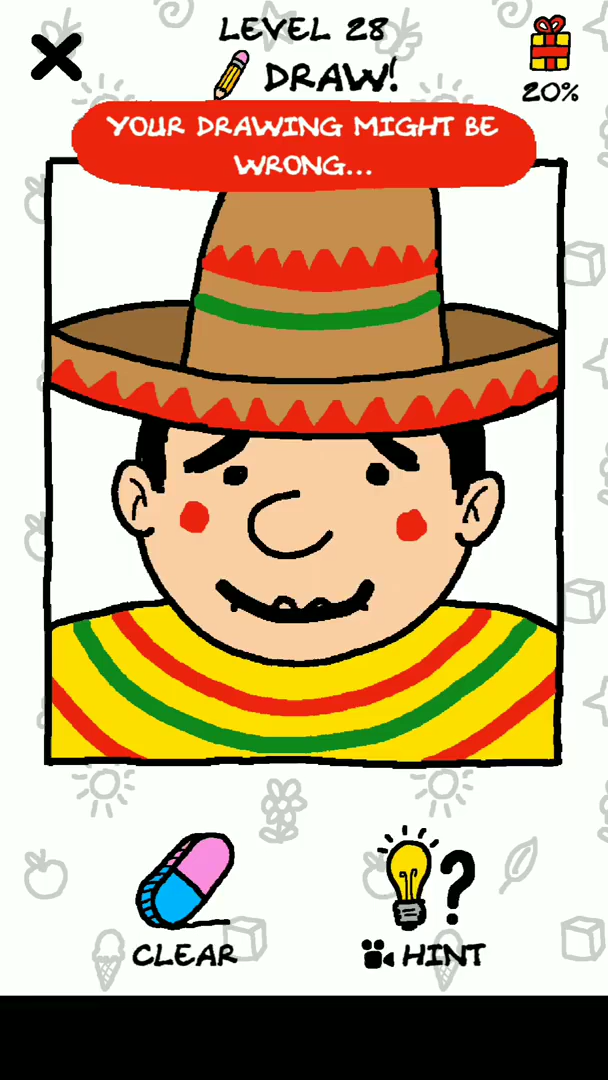 LEVEL 28
DRAW!
20%
YOUR DRAWING MIGHT BE
WRONG...
CLEAR
HINT